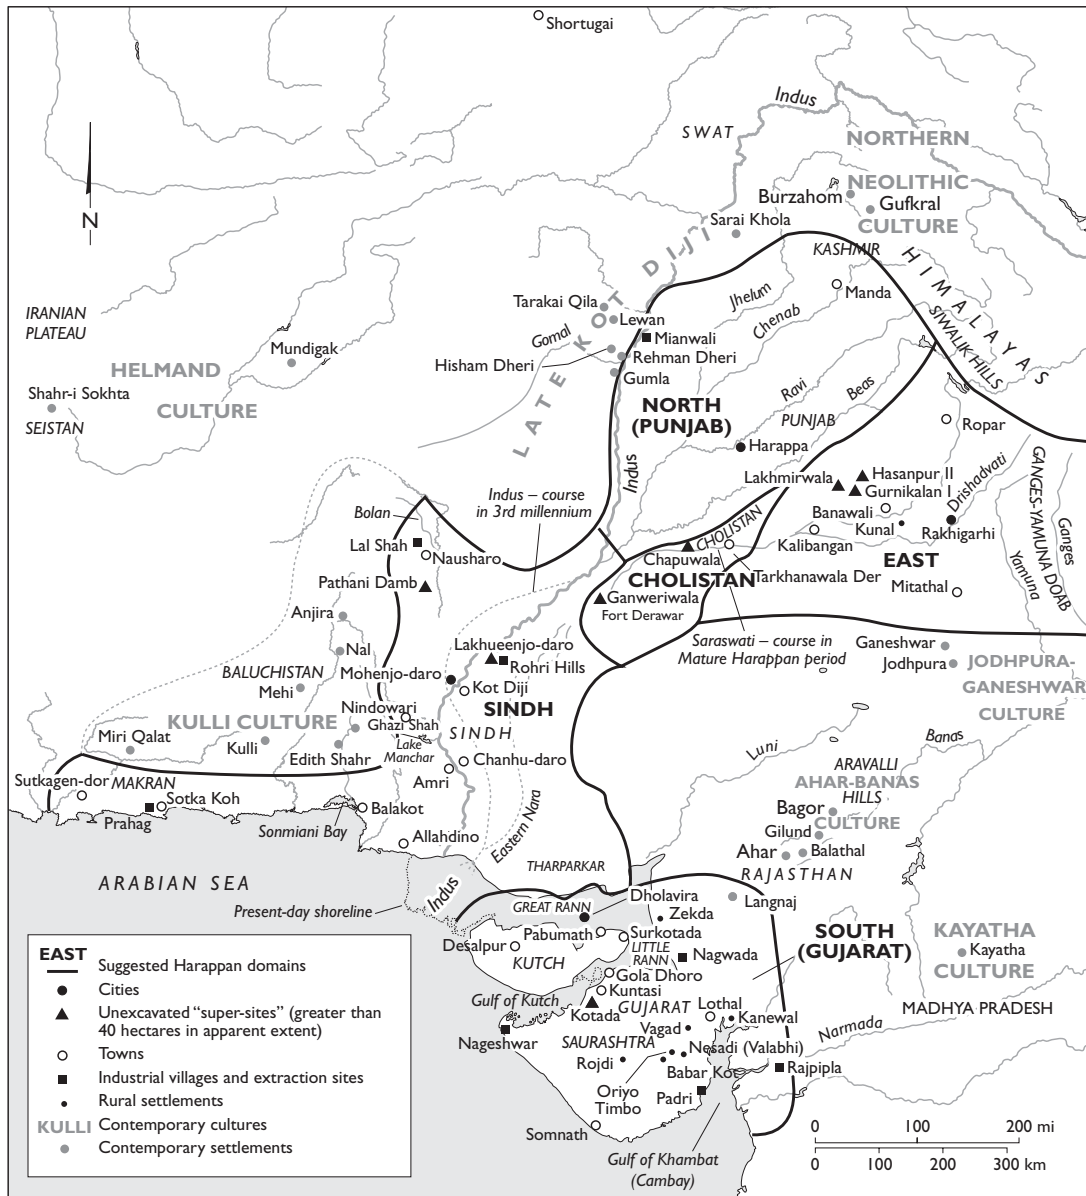 Shortugai
Indus
SWAT
NORTHERN
NEOLITHIC
CULTURE
Burzahom
Gufkral
Sarai Khola
KASHMIR
HIMALAYAS
SIWALIK HILLS
N
LATE KOT DIJI
Jhelum
Manda
Chenab
IRANIAN
PLATEAU
Tarakai Qila
Lewan
Gomal
Mianwali
Hisham Dheri
Rehman Dheri
Gumla
Mundigak
HELMAND
CULTURE
Shahr-i Sokhta
SEISTAN
Ravi
Beas
NORTH
(PUNJAB)
PUNJAB
Harappa
Ropar
Indus
Indus – course
in 3rd millennium
Lakhmirwala
Hasanpur II
Gurnikalan I
Drishadvati
GANGES-YAMUNA DOAB
Ganges
Yamuna
Banawali
Kunal
Rakhigarhi
Kalibangan
EAST
Mitathal
Bolan
Lal Shah
Nausharo
Pathani Damb
CHOLISTAN
Chapuwala
CHOLISTAN
Tarkhanawala Der
Ganweriwala
Fort Derawar
Saraswati – course in
Mature Harappan period
Anjira
Nal
BALUCHISTAN
Mehi
Lakhueenjo-daro
Rohri Hills
Mohenjo-daro
Kot Diji
SINDH
SINDH
Ganeshwar
Jodhpura
JODHPURA-
GANESHWAR
CULTURE
Nindowari
KULLI CULTURE
Ghazi Shah
Lake
Manchar
Miri Qalat
Kulli
Edith Shahr
Amri
Chanhu-daro
Luni
Banas
Sutkagen-dor
MAKRAN
Sotka Koh
Prahag
Sonmiani Bay
Balakot
Allahdino
Eastern Nara
ARAVALLI
HILLS
AHAR-BANAS
CULTURE
Bagor
Gilund
Ahar
Balathal
RAJASTHAN
THARPARKAR
ARABIAN SEA
Present-day shoreline
Indus
GREAT RANN
Dholavira
Zekda
Langnaj
Desalpur
Pabumath
Surkotada
KUTCH
LITTLE
RANN
Nagwada
SOUTH
(GUJARAT)
KAYATHA
Kayatha
CULTURE
Gola Dhoro
Kuntasi
Gulf of Kutch
Kotada
GUJARAT
Lothal
Kanewal
MADHYA PRADESH
Narmada
Nageshwar
Vagad
SAURASHTRA
Nesadi (Valabhi)
Rojdi
Babar Kot
Rajpipla
Oriyo
Timbo
Padri
Somnath
Gulf of Khambat
(Cambay)
EAST
Suggested Harappan domains
Cities
Unexcavated “super-sites” (greater than
40 hectares in apparent extent)
Towns
Industrial villages and extraction sites
Rural settlements
KULLI Contemporary cultures
Contemporary settlements
0 100 200 mi
0 100 200 300 km